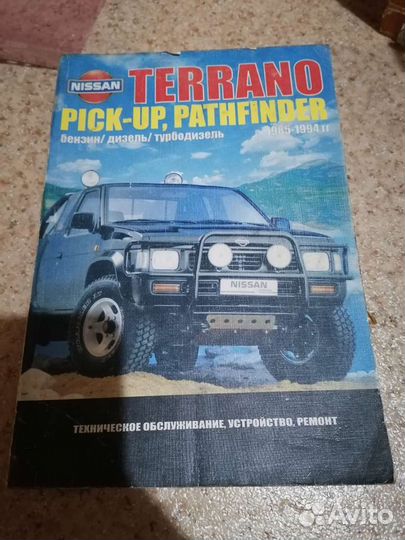 NISSAN
TERRANO
PICK-UP, PATHFINDER
бензин/ дизель/ турбодизель 1985-1994 гг
NISSAN
ТЕХНИЧЕСКОЕ ОБСЛУЖИВАНИЕ, УСТРОЙСТВО, РЕМОНТ
Avito